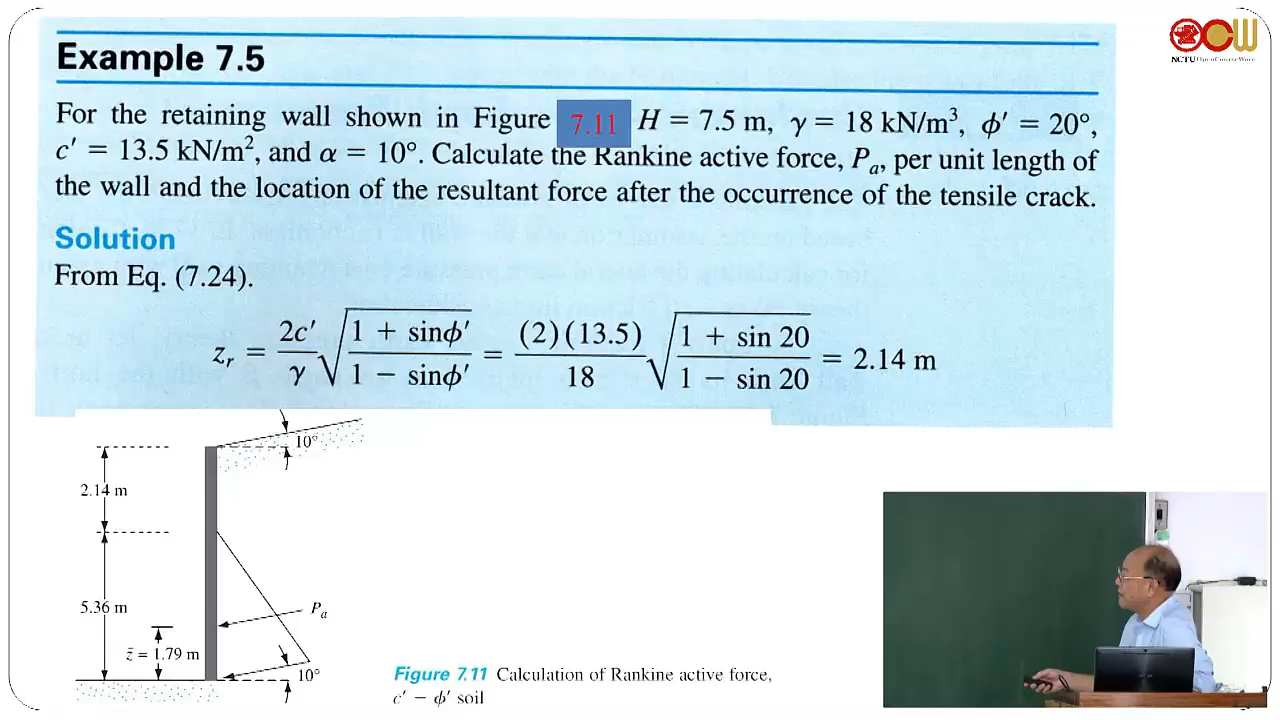 NCTU OpenCourseWare
Example 7.5
For the retaining wall shown in Figure 7.11 H = 7.5 m, γ = 18 kN/m³, ϕ′ = 20°,
c′ = 13.5 kN/m², and α = 10°. Calculate the Rankine active force, Pₐ, per unit length of
the wall and the location of the resultant force after the occurrence of the tensile crack.
Solution
From Eq. (7.24).
z_r = 2c′/γ √((1 + sinϕ′)/(1 − sinϕ′)) = (2)(13.5)/18 √((1 + sin 20)/(1 − sin 20)) = 2.14 m
10°
2.14 m
5.36 m
Pₐ
z̄ = 1.79 m
10°
Figure 7.11 Calculation of Rankine active force,
c′ − ϕ′ soil